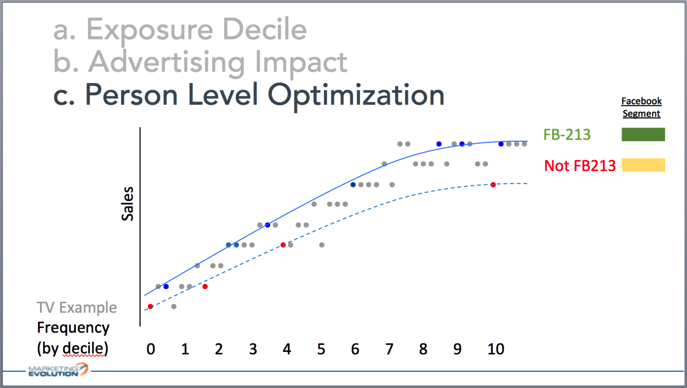 a. Exposure Decile
b. Advertising Impact
c. Person Level Optimization
Facebook
Segment
FB-213
Not FB213
Sales
TV Example
Frequency
(by decile)
0 1 2 3 4 5 6 7 8 9 10
MARKETING
EVOLUTION